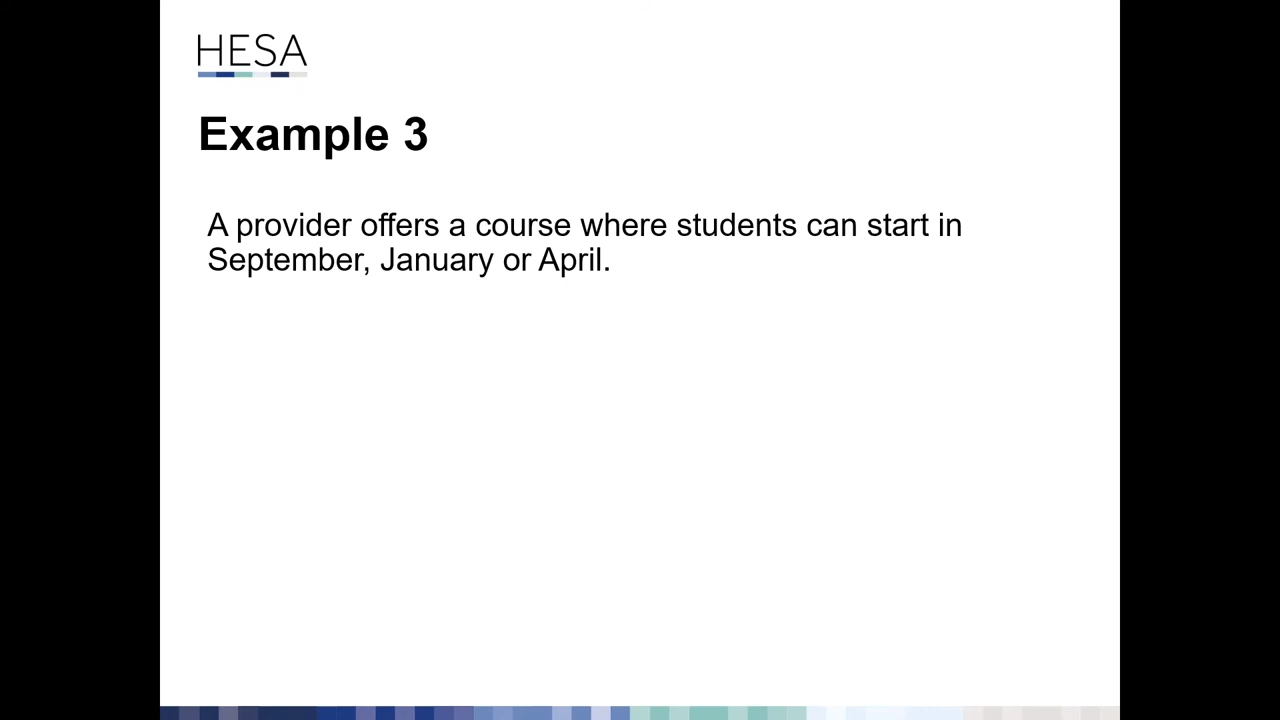 HESA
Example 3
A provider offers a course where students can start in
September, January or April.